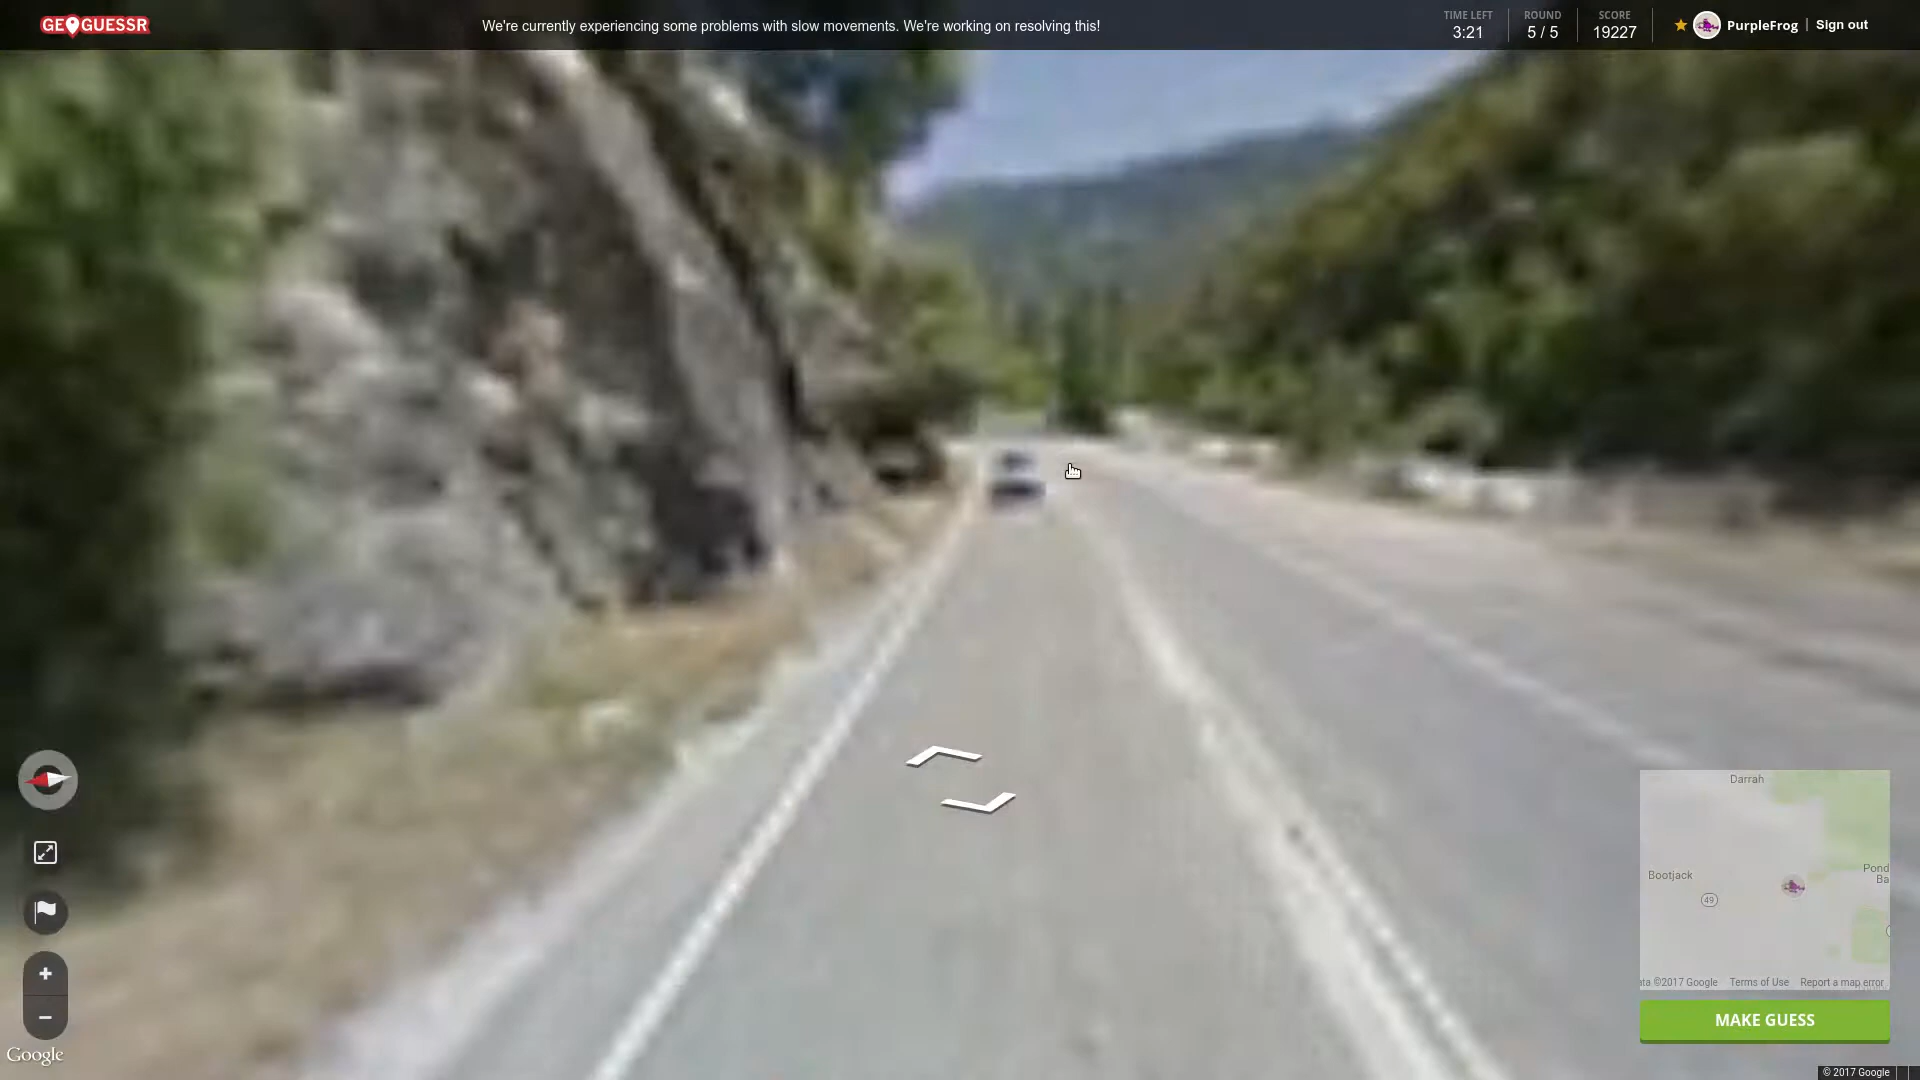 GEOGUESSR
We're currently experiencing some problems with slow movements. We're working on resolving this!
TIME LEFT
3:21
ROUND
5 / 5
SCORE
19227
PurpleFrog
Sign out
Darrah
Bootjack
Pond
Ba
49
ta ©2017 Google
Terms of Use
Report a map error
MAKE GUESS
Google
© 2017 Google